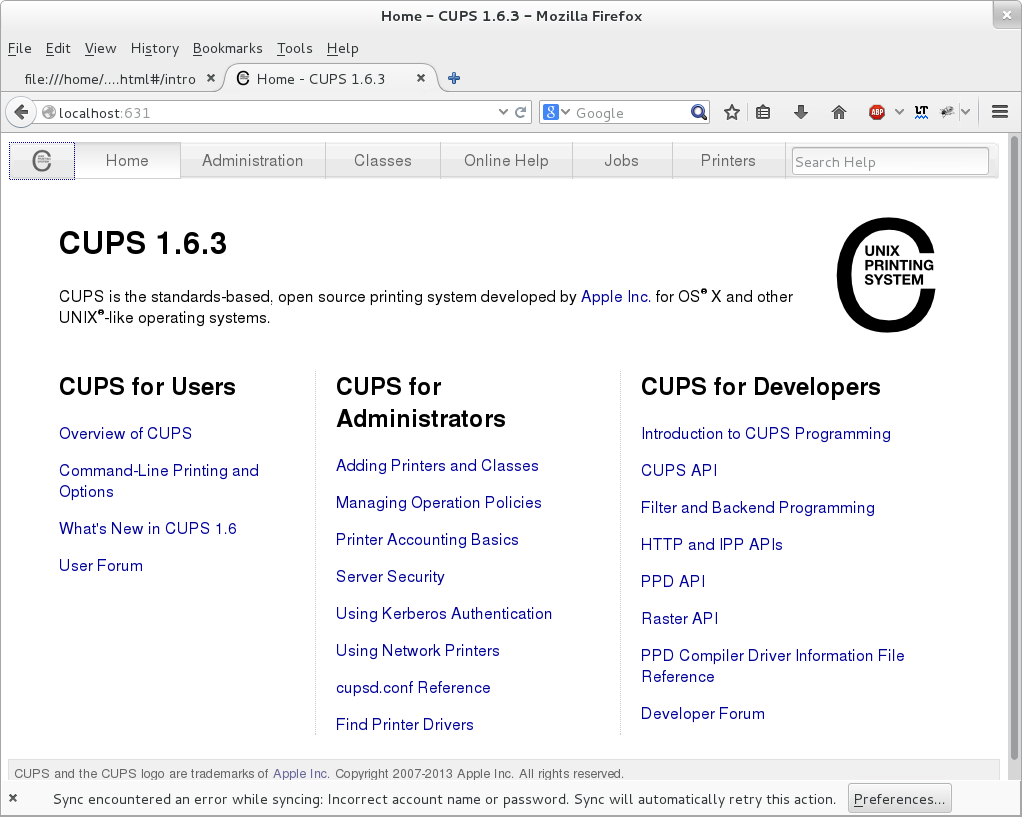 Home - CUPS 1.6.3 - Mozilla Firefox
File Edit View History Bookmarks Tools Help
file:///home/....html#/intro
Home - CUPS 1.6.3
localhost:631
Google
ABP
LT
Home
Administration
Classes
Online Help
Jobs
Printers
Search Help
CUPS 1.6.3
UNIX
PRINTING
SYSTEM
CUPS is the standards-based, open source printing system developed by Apple Inc. for OS® X and other
UNIX®-like operating systems.
CUPS for Users
Overview of CUPS
Command-Line Printing and
Options
What's New in CUPS 1.6
User Forum
CUPS for
Administrators
Adding Printers and Classes
Managing Operation Policies
Printer Accounting Basics
Server Security
Using Kerberos Authentication
Using Network Printers
cupsd.conf Reference
Find Printer Drivers
CUPS for Developers
Introduction to CUPS Programming
CUPS API
Filter and Backend Programming
HTTP and IPP APIs
PPD API
Raster API
PPD Compiler Driver Information File
Reference
Developer Forum
CUPS and the CUPS logo are trademarks of Apple Inc. Copyright 2007-2013 Apple Inc. All rights reserved.
Sync encountered an error while syncing: Incorrect account name or password. Sync will automatically retry this action.
Preferences...